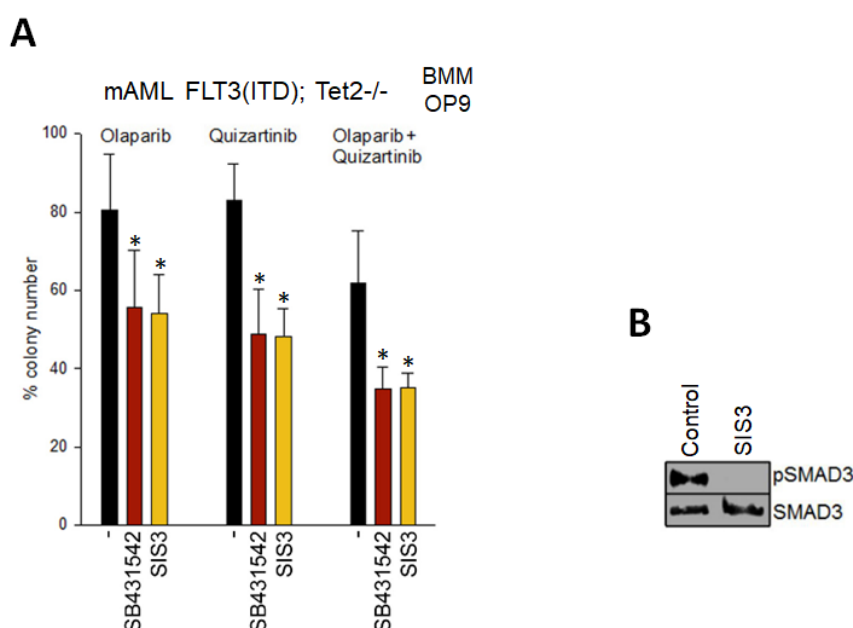 A
mAML FLT3(ITD); Tet2-/-
BMM
OP9
Olaparib
Quizartinib
Olaparib+
Quizartinib
% colony number
100
80
60
40
20
0
* * * * * *
-
SB431542
SIS3
-
SB431542
SIS3
-
SB431542
SIS3
B
Control
SIS3
pSMAD3
SMAD3